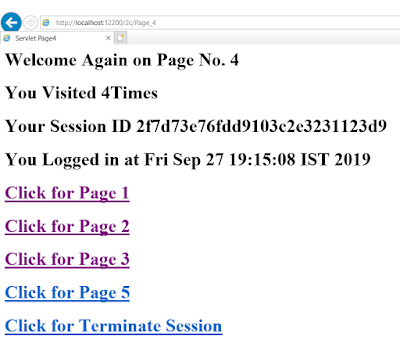 http://localhost:12200/2c/Page_4
Servlet Page4
Welcome Again on Page No. 4
You Visited 4Times
Your Session ID 2f7d73e76fdd9103c2e3231123d9
You Logged in at Fri Sep 27 19:15:08 IST 2019
Click for Page 1
Click for Page 2
Click for Page 3
Click for Page 5
Click for Terminate Session